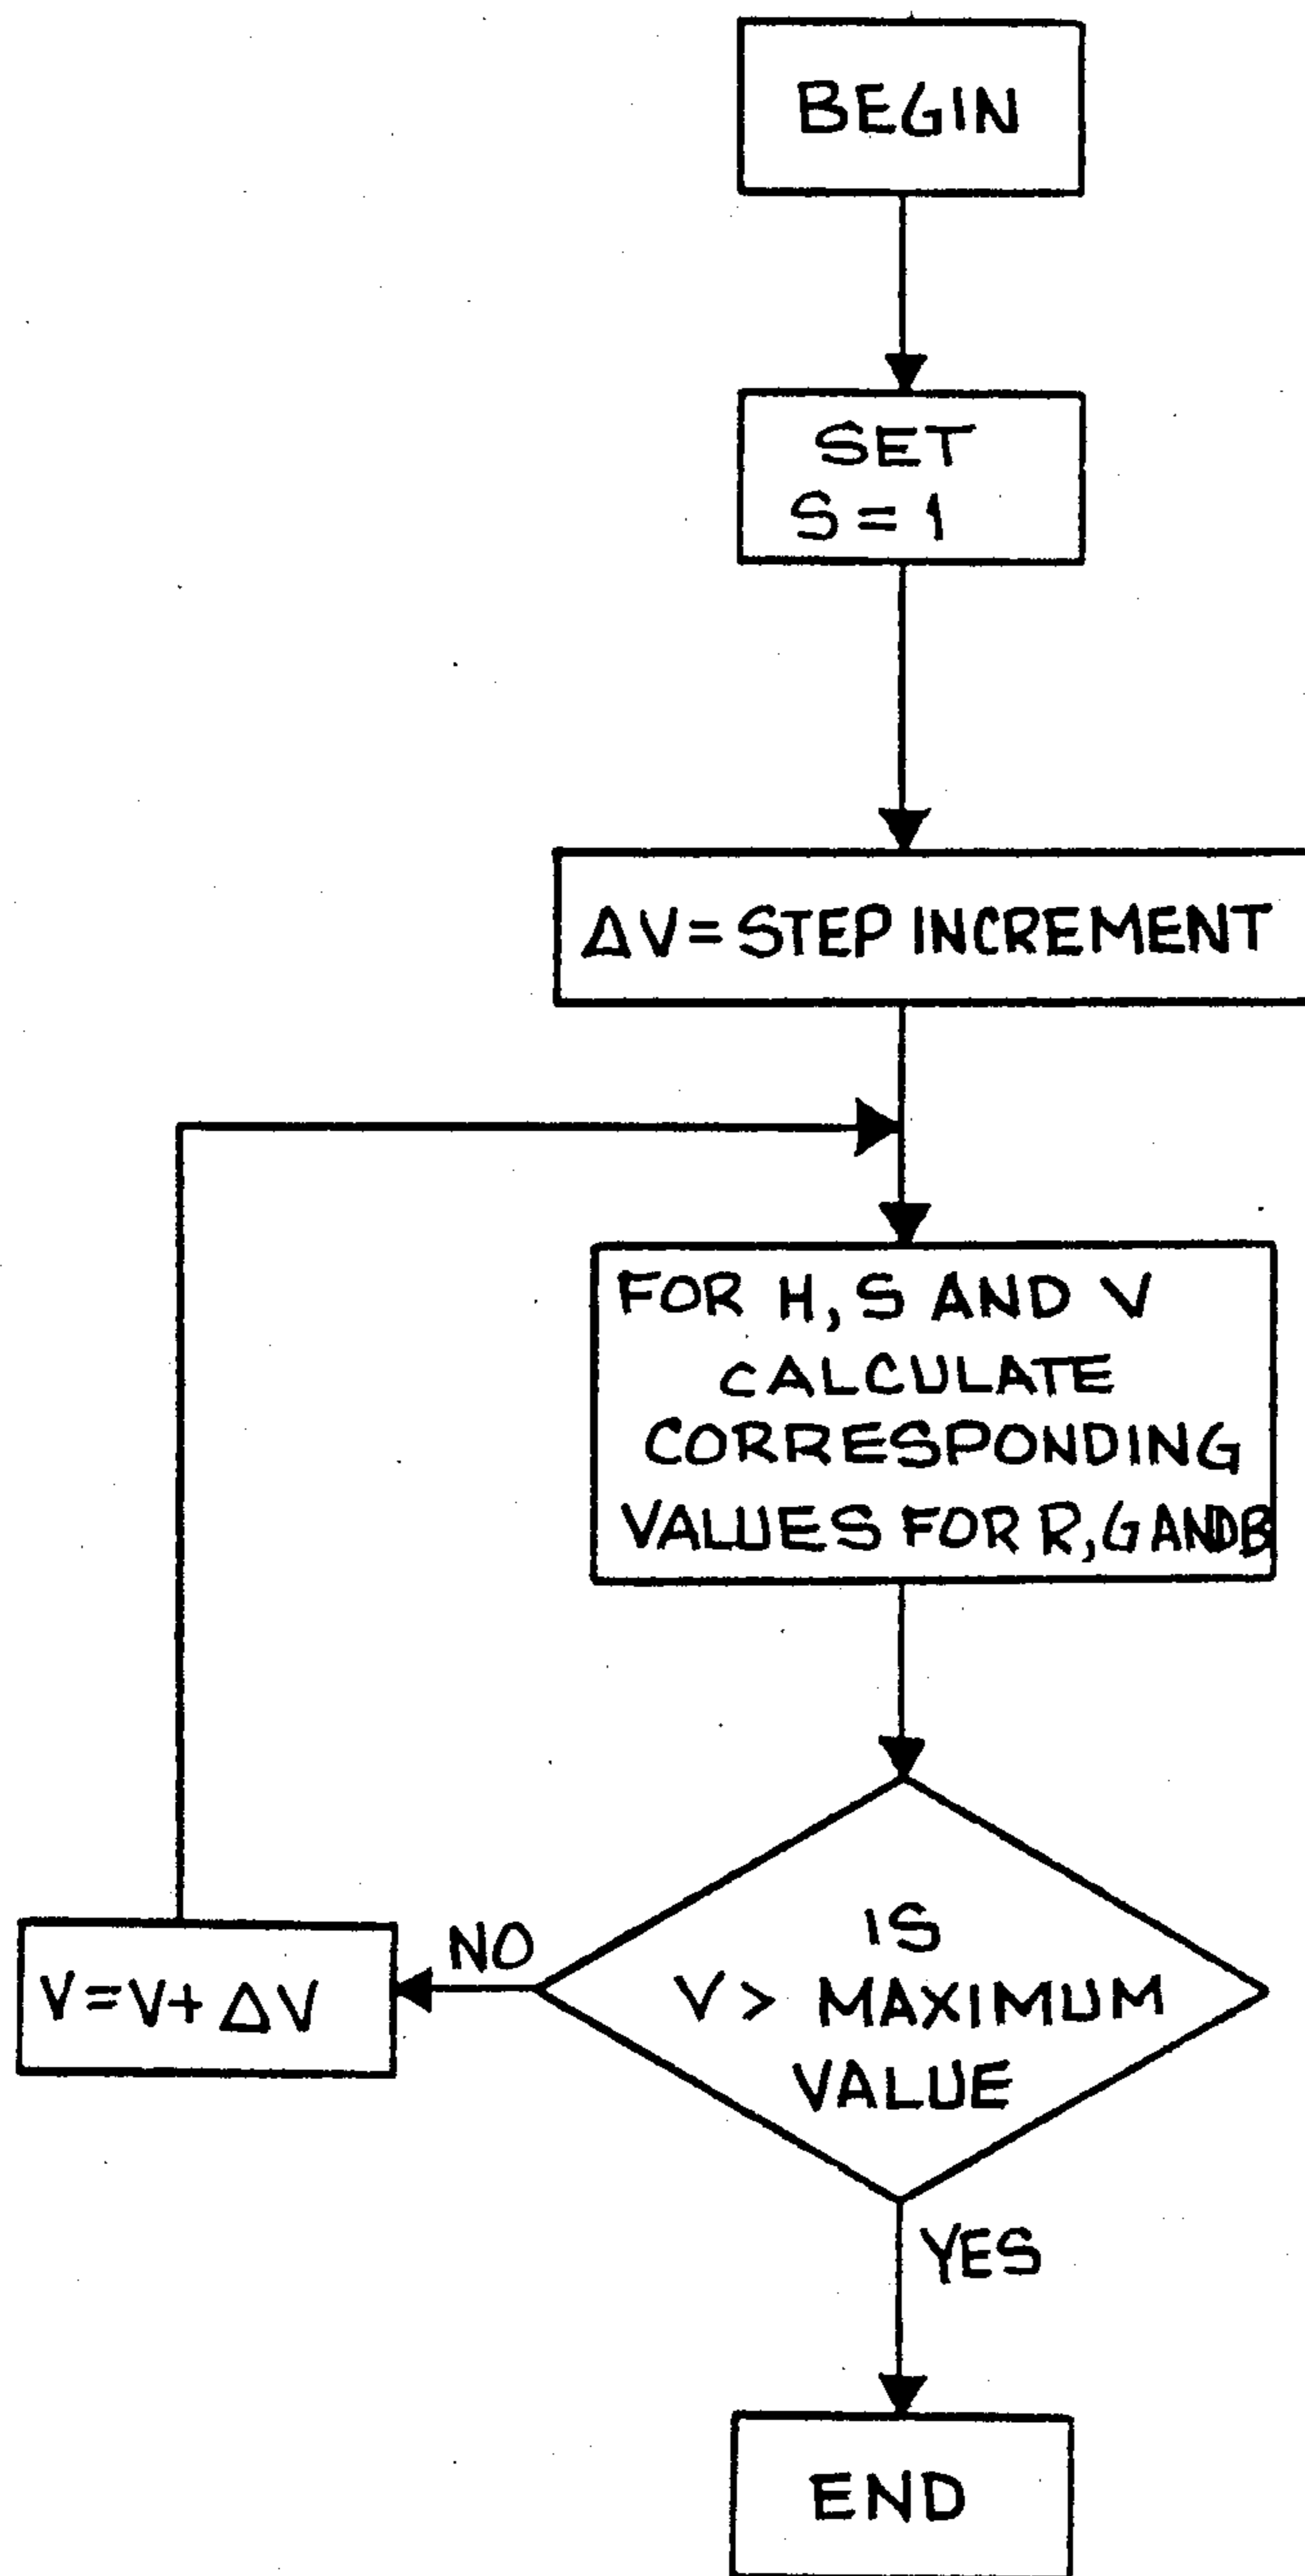 BEGIN
SET
S = 1
ΔV = STEP INCREMENT
FOR H, S AND V
CALCULATE
CORRESPONDING
VALUES FOR R, G AND B
IS
V > MAXIMUM
VALUE
NO
V = V + ΔV
YES
END